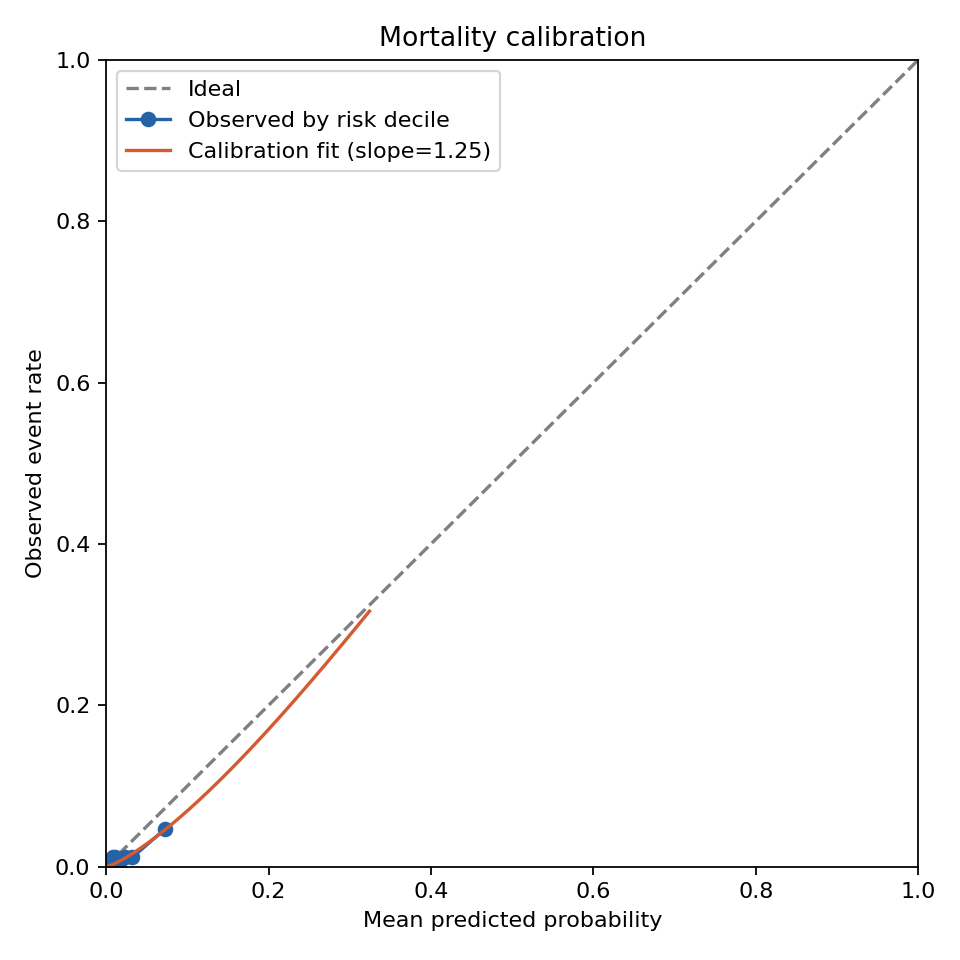 Mortality calibration
1.0
Ideal
Observed by risk decile
Calibration fit (slope=1.25)
0.8
0.6
0.4
0.2
0.0
Observed event rate
0.0 0.2 0.4 0.6 0.8 1.0
Mean predicted probability